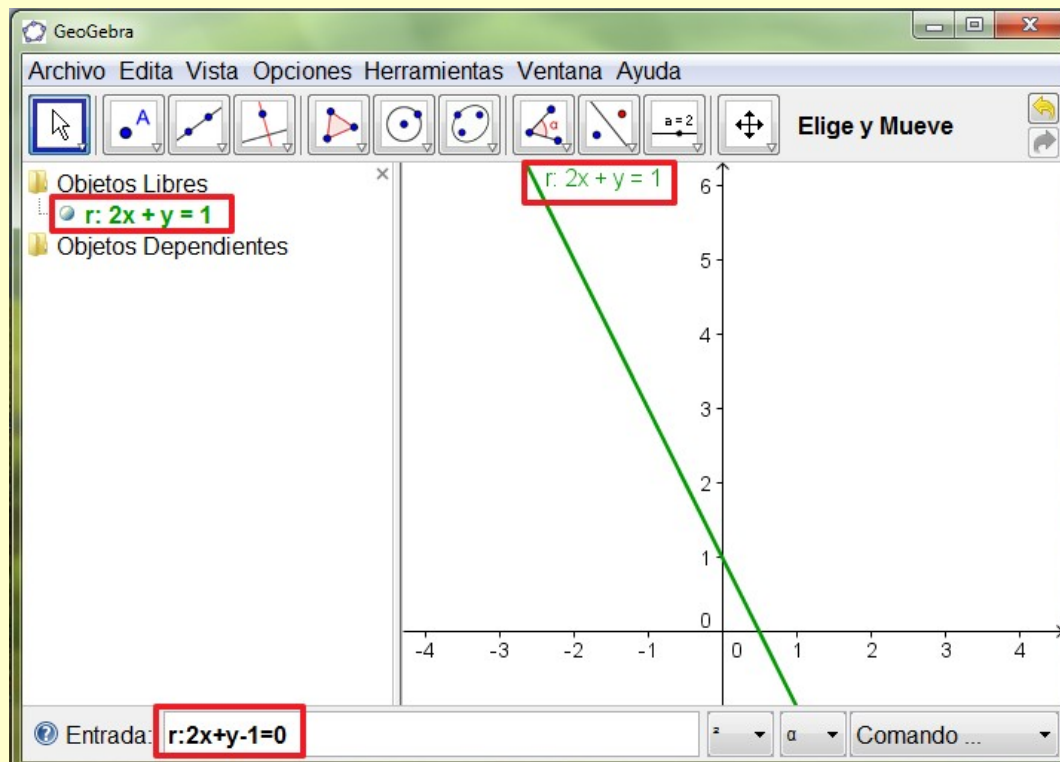 GeoGebra
Archivo Edita Vista Opciones Herramientas Ventana Ayuda
A
α
a = 2
Elige y Mueve
Objetos Libres
r: 2x + y = 1
Objetos Dependientes
r: 2x + y = 1
6
5
4
3
2
1
0
-4 -3 -2 -1 0 1 2 3 4
Entrada: r:2x+y-1=0 ² α Comando ...